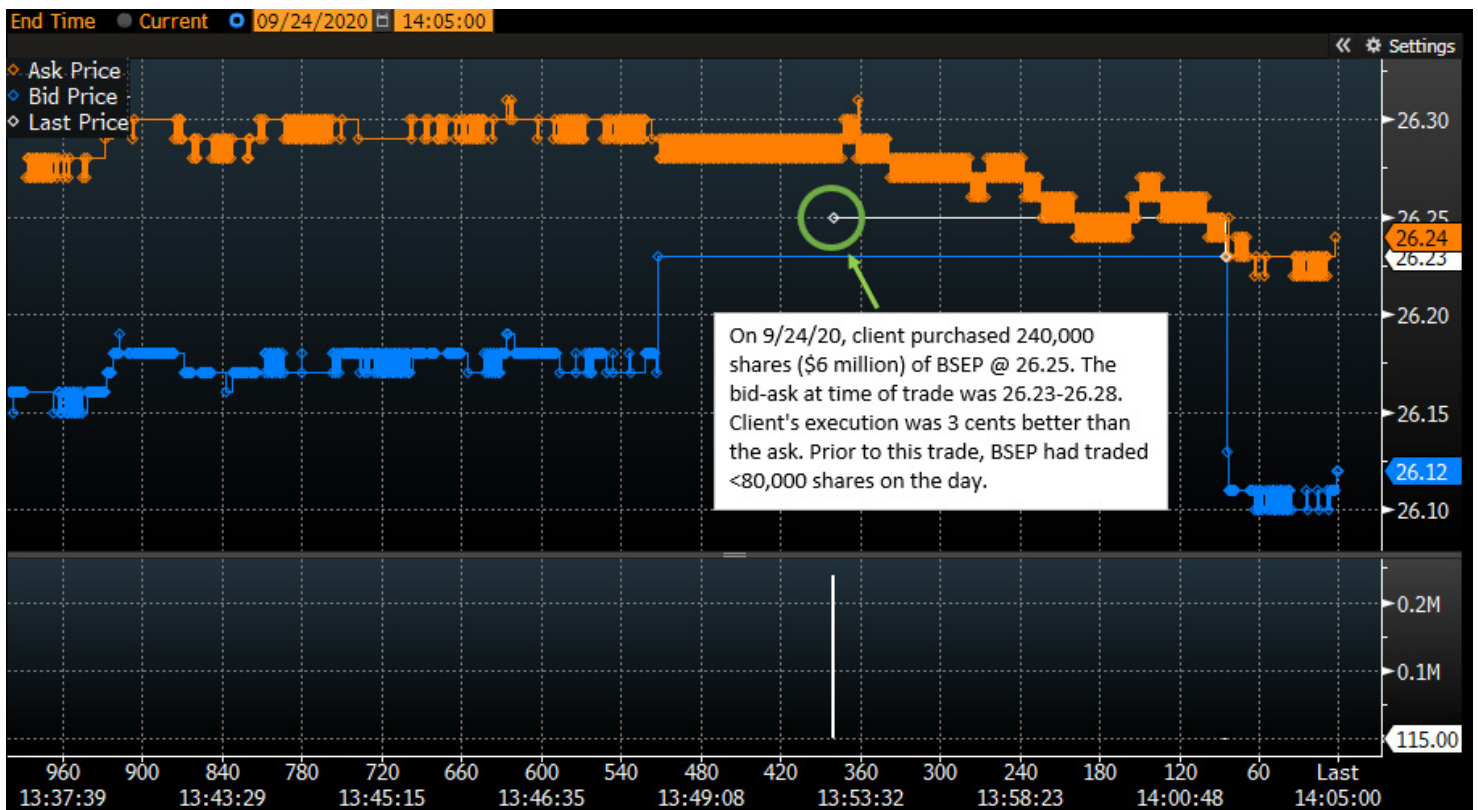 End Time Current 09/24/2020 14:05:00
« Settings
Ask Price
Bid Price
Last Price
26.30
26.25
26.24
26.23
26.20
26.15
26.12
26.10
On 9/24/20, client purchased 240,000
shares ($6 million) of BSEP @ 26.25. The
bid-ask at time of trade was 26.23-26.28.
Client's execution was 3 cents better than
the ask. Prior to this trade, BSEP had traded
<80,000 shares on the day.
0.2M
0.1M
115.00
960 900 840 780 720 660 600 540 480 420 360 300 240 180 120 60 Last
13:37:39 13:43:29 13:45:15 13:46:35 13:49:08 13:53:32 13:58:23 14:00:48 14:05:00